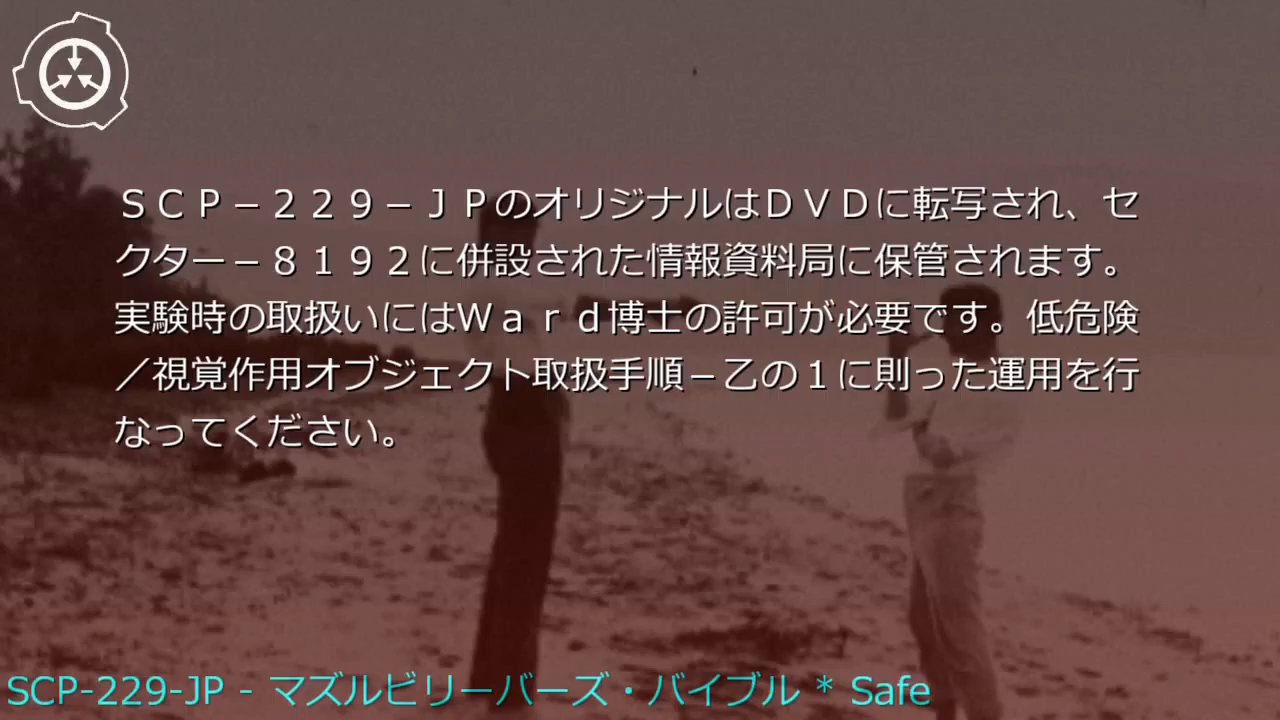 ＳＣＰ－２２９－ＪＰのオリジナルはＤＶＤに転写され、セ
クター－８１９２に併設された情報資料局に保管されます。
実験時の取扱いにはＷａｒｄ博士の許可が必要です。低危険
／視覚作用オブジェクト取扱手順－乙の１に則った運用を行
なってください。
SCP-229-JP - マズルビリーバーズ・バイブル * Safe